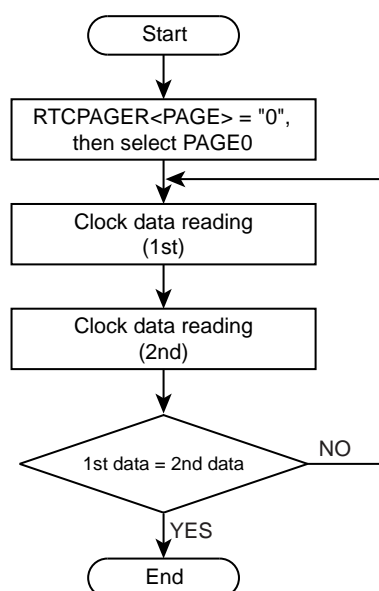 Start
RTCPAGER<PAGE> = "0",
then select PAGE0
Clock data reading
(1st)
Clock data reading
(2nd)
1st data = 2nd data
NO
YES
End